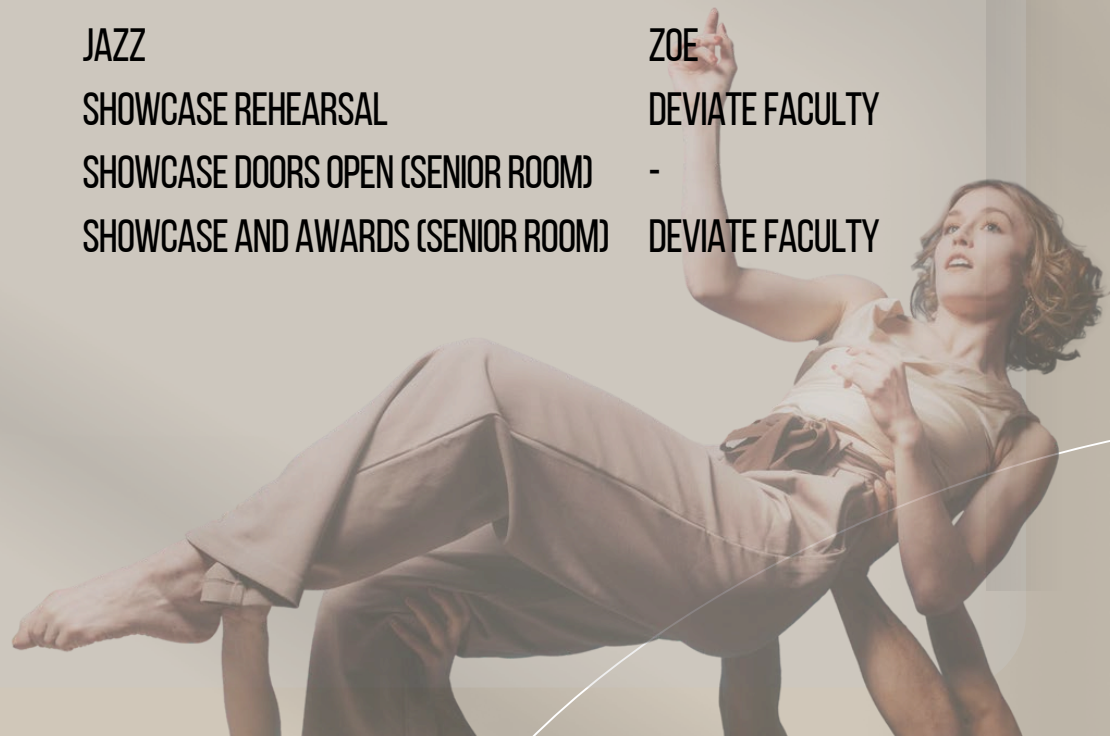 JAZZ ZOE
SHOWCASE REHEARSAL DEVIATE FACULTY
SHOWCASE DOORS OPEN (SENIOR ROOM) -
SHOWCASE AND AWARDS (SENIOR ROOM) DEVIATE FACULTY